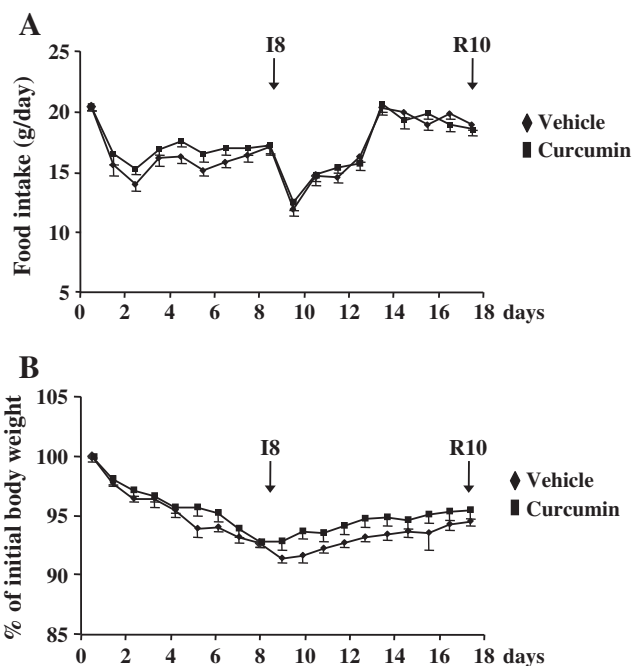 A
Food intake (g/day)
25
20
15
10
5
I8
R10
Vehicle
Curcumin
0 2 4 6 8 10 12 14 16 18 days
B
% of initial body weight
105
100
95
90
85
I8
R10
Vehicle
Curcumin
0 2 4 6 8 10 12 14 16 18 days